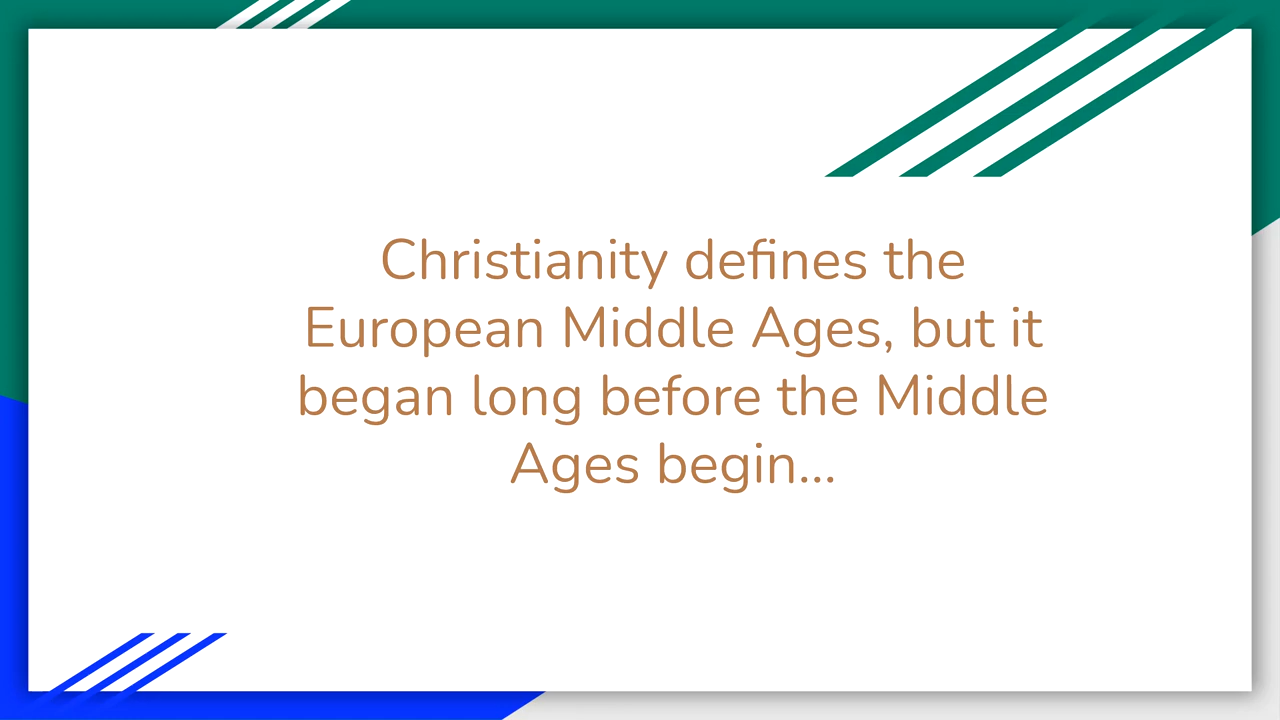 Christianity defines the
European Middle Ages, but it
began long before the Middle
Ages begin...